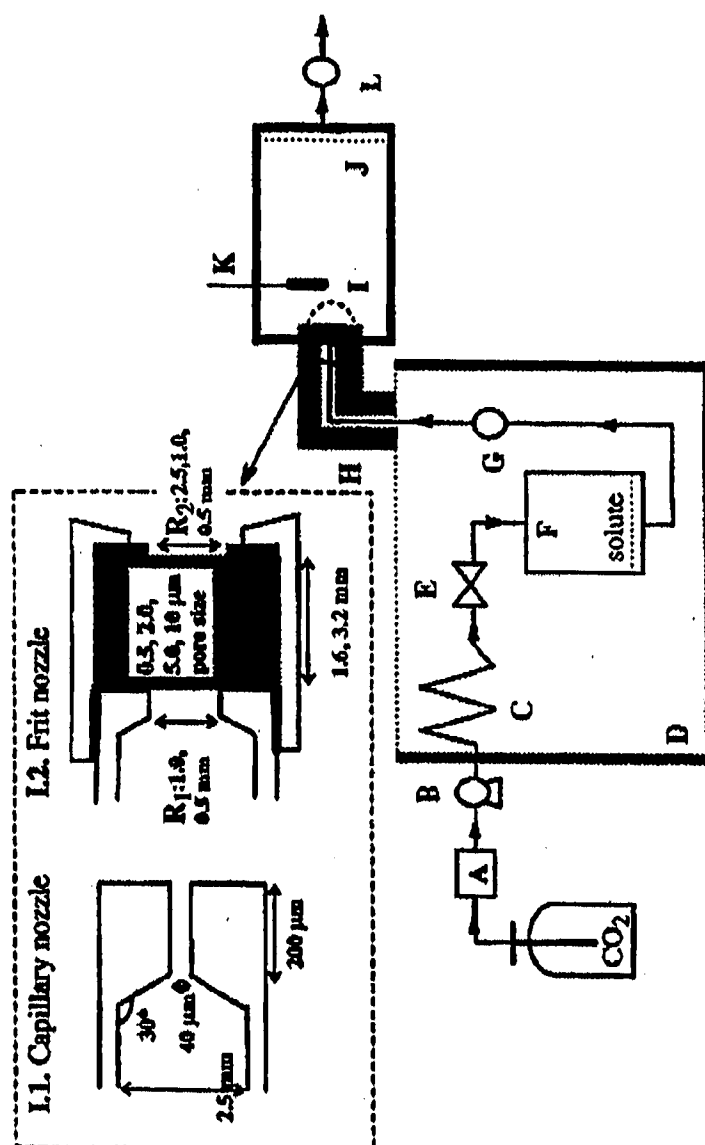 I.1. Capillary nozzle
30°
40 μmΦ
2.5 mm
200 μm
I.2. Frit nozzle
R1:1.0,
0.5 mm
0.5, 2.0,
5.0, 10 μm
pore size
R2:2.5,1.0,
0.5 mm
1.6, 3.2 mm
CO2
A
B
C
D
E
F
solute
G
H
I
J
K
L